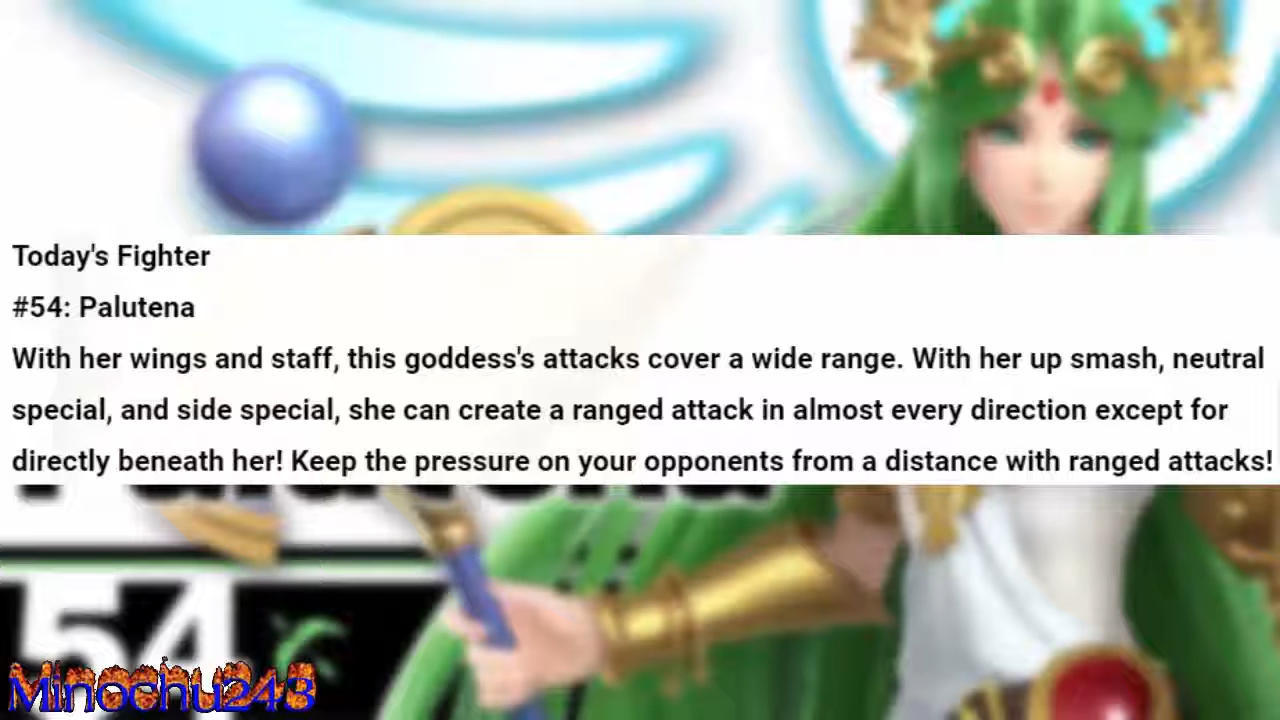 Today's Fighter
#54: Palutena
With her wings and staff, this goddess's attacks cover a wide range. With her up smash, neutral
special, and side special, she can create a ranged attack in almost every direction except for
directly beneath her! Keep the pressure on your opponents from a distance with ranged attacks!
54
Minochu243